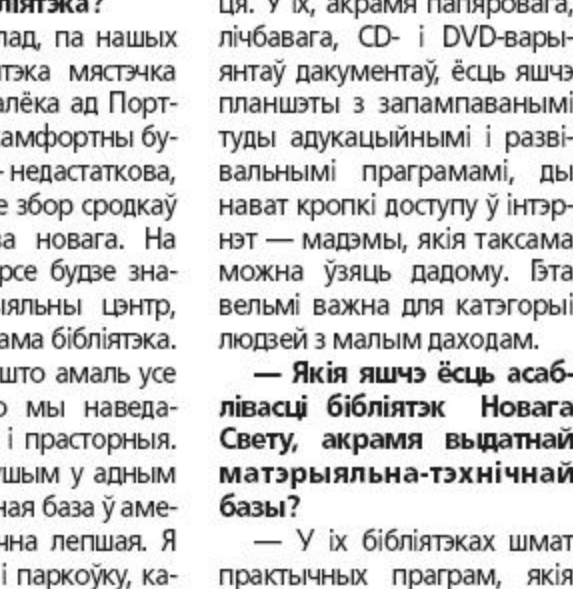 ліятэка?
лад, па нашых
тэка мястэчка
алёка ад Порт-
амфортны бу-
недастаткова,
е збор сродкаў
ва новага. На
рсе будзе зна-
ыяльны цэнтр,
ама бібліятэка.
што амаль усе
о мы наведа-
і прасторныя.
ушым у адным
ная база ў аме-
чна лепшая. Я
і паркоўку, ка-
ця. У іх, акрамя папяровага,
лічбавага, CD- і DVD-вары-
янтаў дакументаў, ёсць яшчэ
планшэты з запампаванымі
туды адукацыйнымі і разві-
вальнымі праграмамі, ды
нават кропкі доступу ў інтэр-
нэт — мадэмы, якія таксама
можна ўзяць дадому. Гэта
вельмі важна для катэгорыі
людзей з малым даходам.
— Якія яшчэ ёсць асаб-
лівасці бібліятэк Новага
Свету, акрамя выдатнай
матэрыяльна-тэхнічнай
базы?
— У іх бібліятэках шмат
практычных праграм, якія